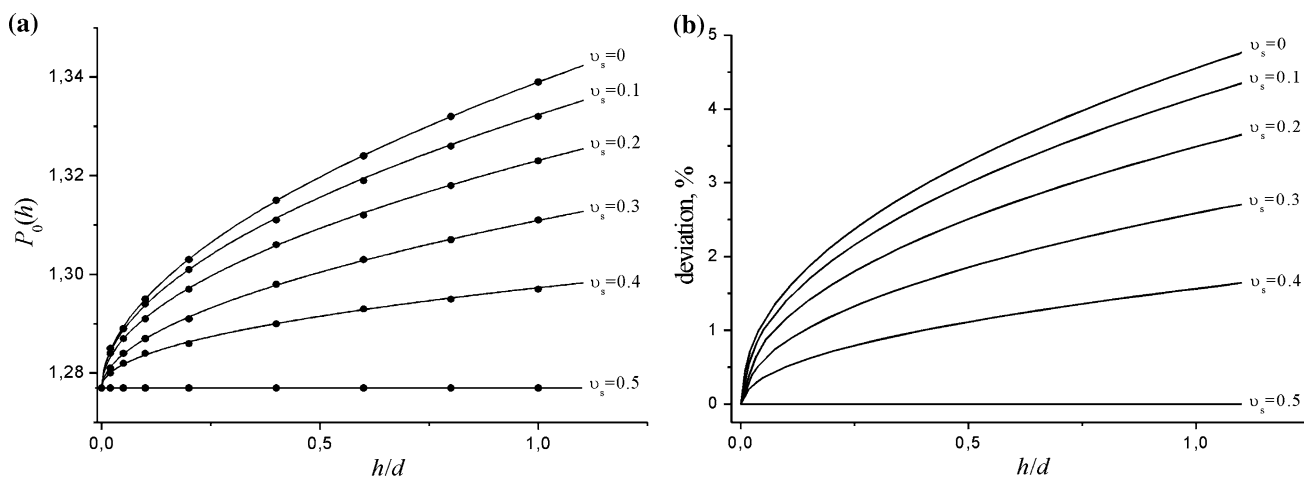 (a)
P0(h)
1,34
1,32
1,30
1,28
0,0
0,5
1,0
h/d
υs=0
υs=0.1
υs=0.2
υs=0.3
υs=0.4
υs=0.5
(b)
deviation, %
5
4
3
2
1
0
0,0
0,5
1,0
h/d
υs=0
υs=0.1
υs=0.2
υs=0.3
υs=0.4
υs=0.5